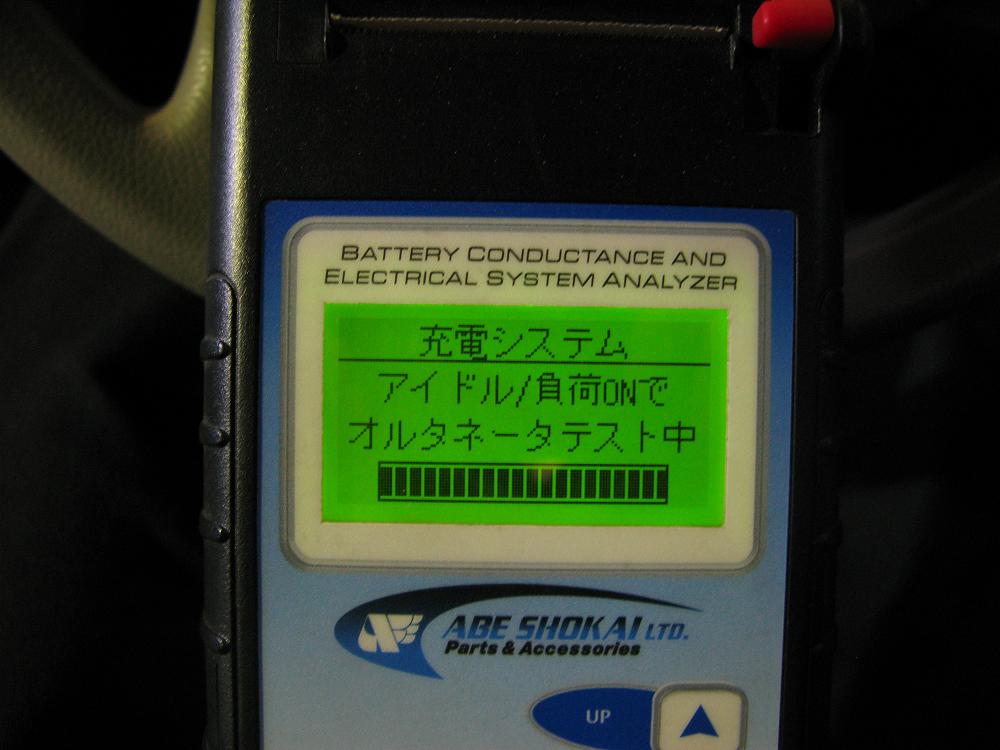 BATTERY CONDUCTANCE AND
ELECTRICAL SYSTEM ANALYZER
充電システム
アイドル/負荷ONで
オルタネータテスト中
ABE SHOKAI LTD.
Parts & Accessories
UP